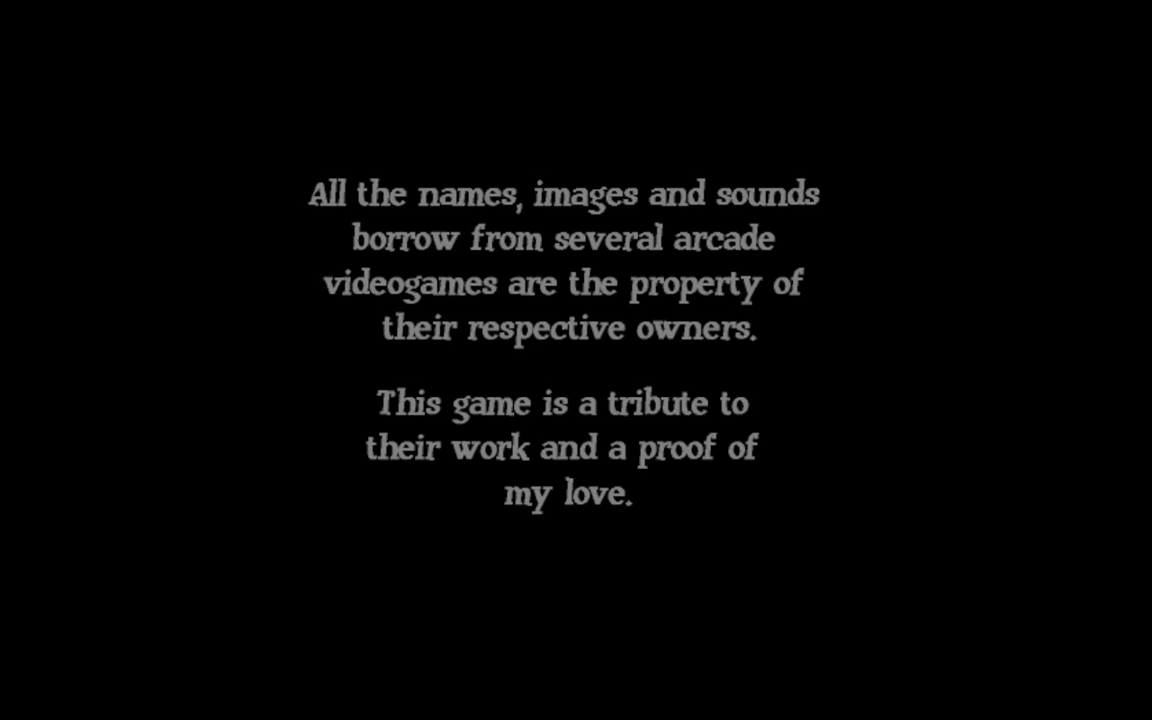 All the names, images and sounds
borrow from several arcade
videogames are the property of
their respective owners.
This game is a tribute to
their work and a proof of
my love.